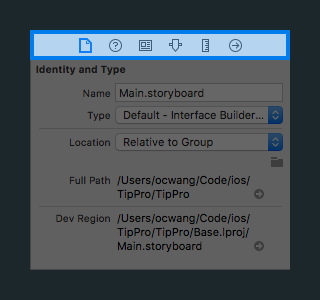 Identity and Type
Name Main.storyboard
Type Default - Interface Builder...
Location Relative to Group
Full Path /Users/ocwang/Code/ios/
TipPro/TipPro
Dev Region /Users/ocwang/Code/ios/
TipPro/TipPro/Base.lproj/
Main.storyboard